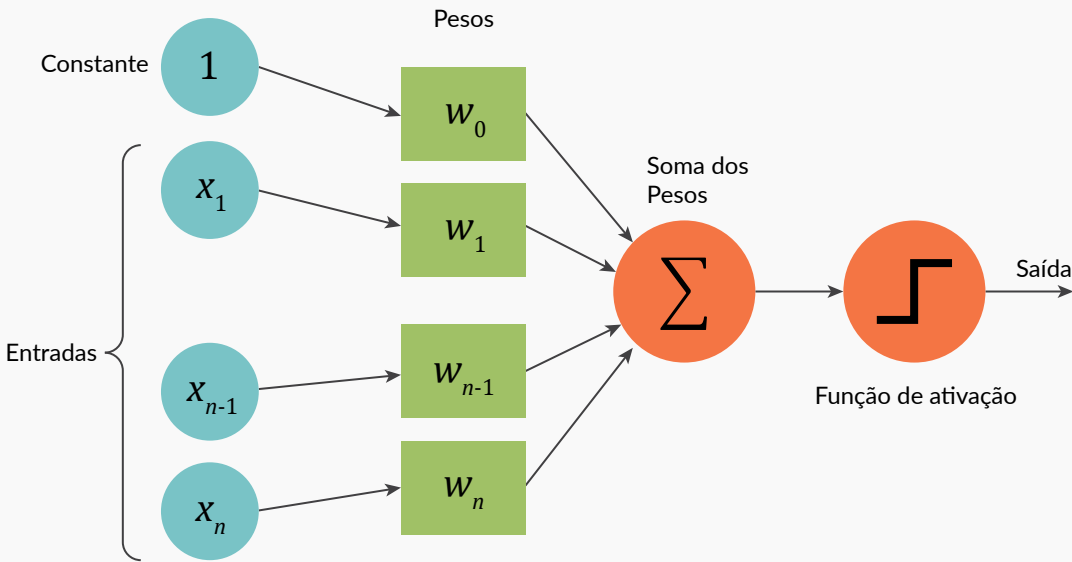 Pesos
Constante
1
w0
x1
w1
Soma dos
Pesos
∑
Saída
Entradas
xn-1
wn-1
Função de ativação
xn
wn